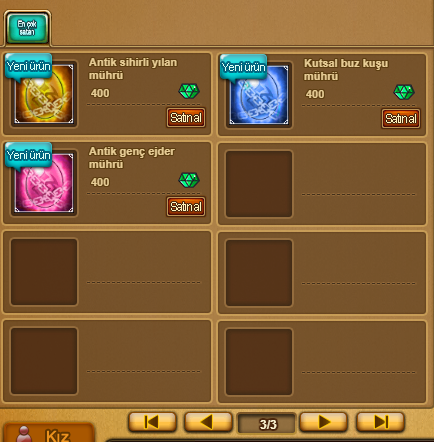 En çok
satan
Yeni ürün
Antik sihirli yılan
mührü
400
Satın al
Yeni ürün
Kutsal buz kuşu
mührü
400
Satın al
Yeni ürün
Antik genç ejder
mührü
400
Satın al
3/3
Kız